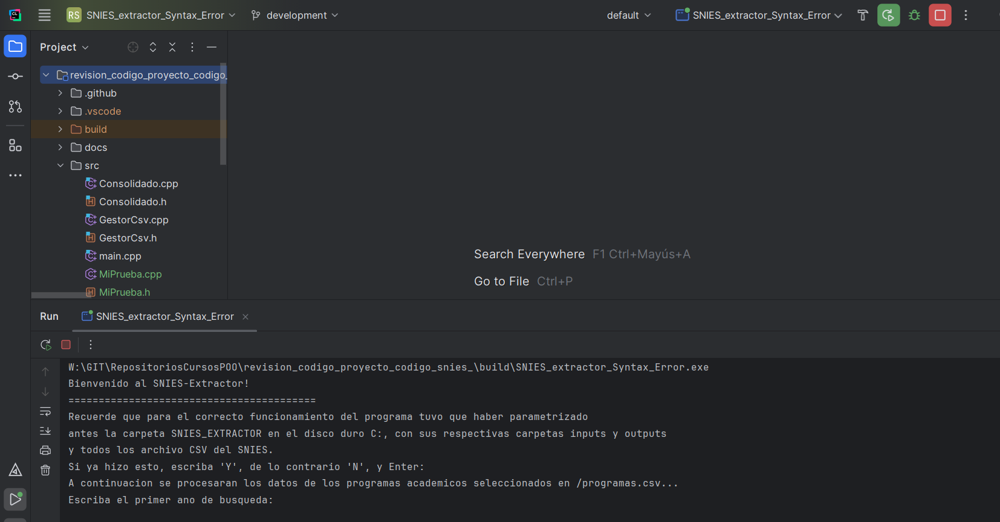 RS SNIES_extractor_Syntax_Error development default SNIES_extractor_Syntax_Error
Project
revision_codigo_proyecto_codigo_
.github
.vscode
build
docs
src
Consolidado.cpp
Consolidado.h
GestorCsv.cpp
GestorCsv.h
main.cpp
MiPrueba.cpp
MiPrueba.h
Search Everywhere F1 Ctrl+Mayús+A
Go to File Ctrl+P
Run SNIES_extractor_Syntax_Error
W:\GIT\RepositoriosCursosPOO\revision_codigo_proyecto_codigo_snies_\build\SNIES_extractor_Syntax_Error.exe
Bienvenido al SNIES-Extractor!
=========================================
Recuerde que para el correcto funcionamiento del programa tuvo que haber parametrizado
antes la carpeta SNIES_EXTRACTOR en el disco duro C:, con sus respectivas carpetas inputs y outputs
y todos los archivo CSV del SNIES.
Si ya hizo esto, escriba 'Y', de lo contrario 'N', y Enter:
A continuacion se procesaran los datos de los programas academicos seleccionados en /programas.csv...
Escriba el primer ano de busqueda: